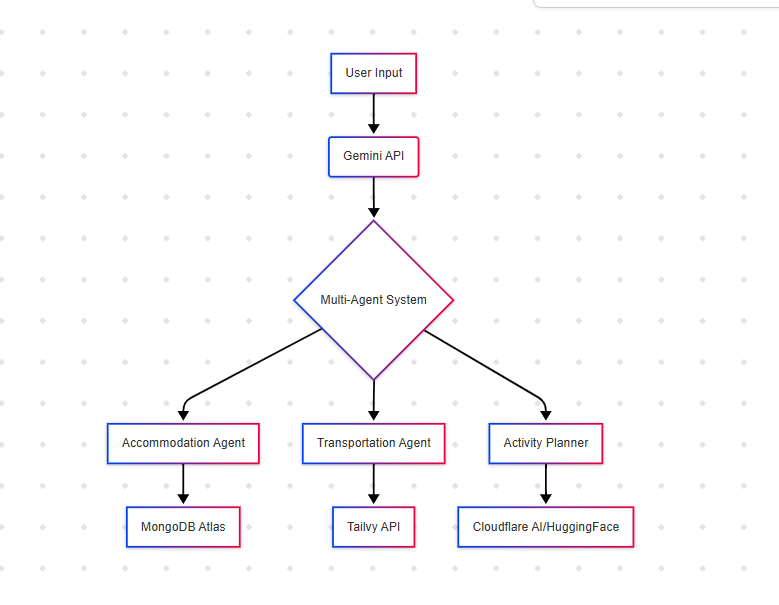 User Input
Gemini API
Multi-Agent System
Accommodation Agent
Transportation Agent
Activity Planner
MongoDB Atlas
Tailvy API
Cloudflare AI/HuggingFace